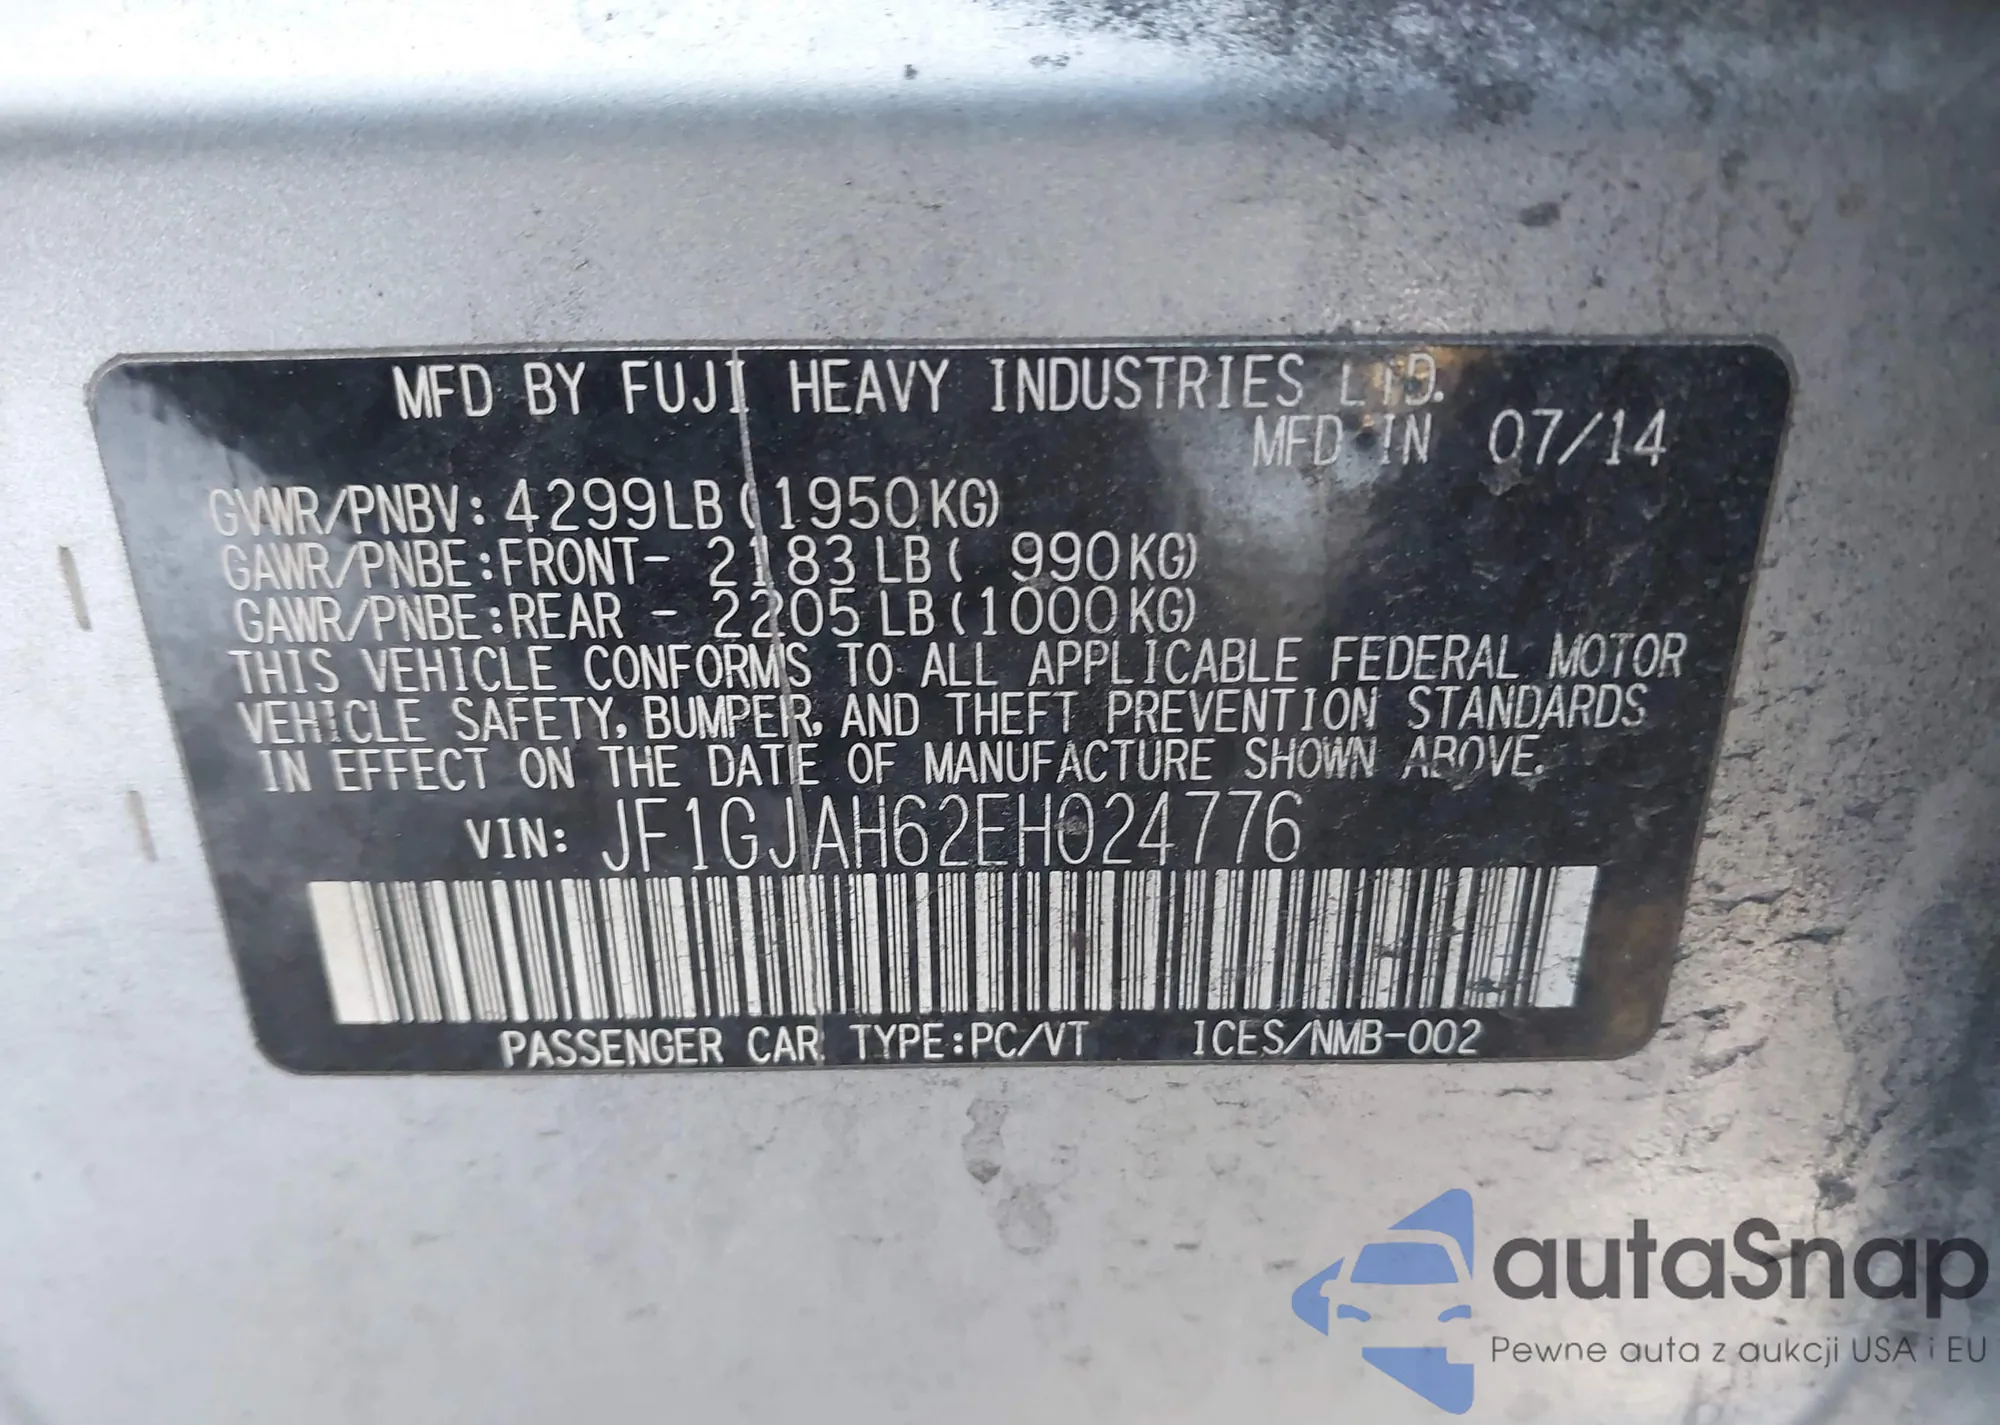 MFD BY FUJI HEAVY INDUSTRIES LTD.
MFD IN 07/14
GVWR/PNBV: 4299LB (1950KG)
GAWR/PNBE:FRONT- 2183 LB ( 990KG)
GAWR/PNBE:REAR - 2205 LB (1000KG)
THIS VEHICLE CONFORMS TO ALL APPLICABLE FEDERAL MOTOR
VEHICLE SAFETY, BUMPER, AND THEFT PREVENTION STANDARDS
IN EFFECT ON THE DATE OF MANUFACTURE SHOWN ABOVE.
VIN: JF1GJAH62EH024776
PASSENGER CAR TYPE:PC/VT ICES/NMB-002
autaSnap
Pewne auta z aukcji USA i EU